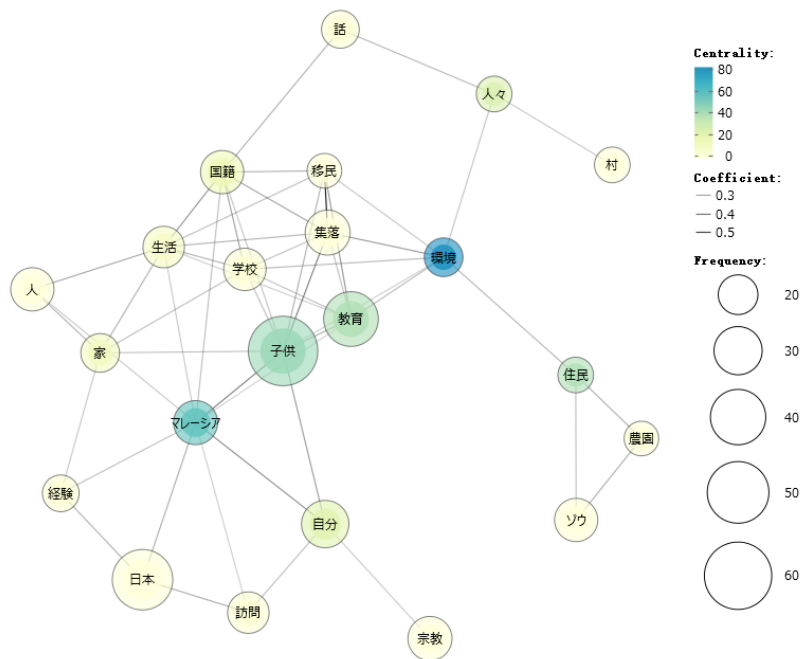 話
人々
村
国籍
移民
集落
生活
学校
環境
人
教育
家
子供
住民
マレーシア
農園
経験
自分
ゾウ
日本
訪問
宗教
Centrality:
80
60
40
20
0
Coefficient:
0.3
0.4
0.5
Frequency:
20
30
40
50
60